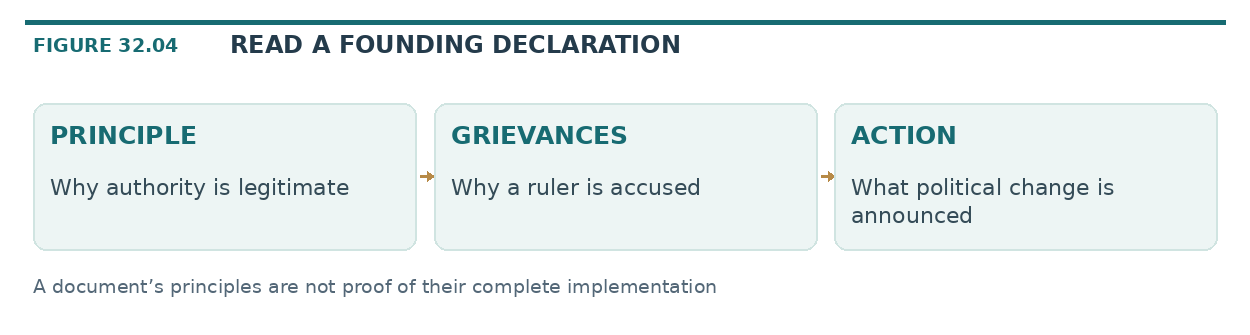 FIGURE 32.04 READ A FOUNDING DECLARATION
PRINCIPLE
Why authority is legitimate
GRIEVANCES
Why a ruler is accused
ACTION
What political change is
announced
A document’s principles are not proof of their complete implementation